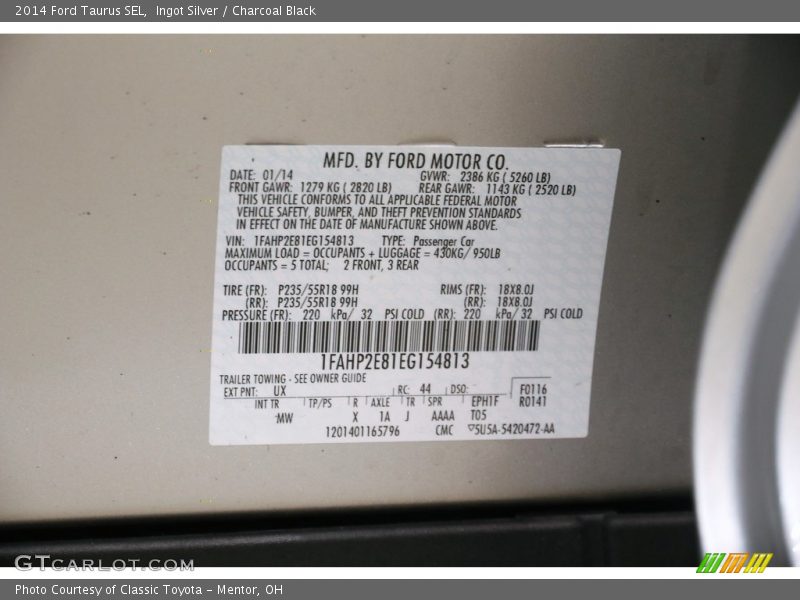 2014 Ford Taurus SEL,  Ingot Silver / Charcoal Black
MFD. BY FORD MOTOR CO.
DATE: 01/14 GVWR: 2386 KG ( 5260 LB)
FRONT GAWR: 1279 KG ( 2820 LB) REAR GAWR: 1143 KG ( 2520 LB)
THIS VEHICLE CONFORMS TO ALL APPLICABLE FEDERAL MOTOR
VEHICLE SAFETY, BUMPER, AND THEFT PREVENTION STANDARDS
IN EFFECT ON THE DATE OF MANUFACTURE SHOWN ABOVE.
VIN: 1FAHP2E81EG154813 TYPE: Passenger Car
MAXIMUM LOAD = OCCUPANTS + LUGGAGE = 430KG/ 950LB
OCCUPANTS = 5 TOTAL; 2 FRONT, 3 REAR
TIRE (FR): P235/55R18 99H RIMS (FR): 18X8.0J
(RR): P235/55R18 99H (RR): 18X8.0J
PRESSURE (FR): 220 kPa/ 32 PSI COLD (RR): 220 kPa/ 32 PSI COLD
1FAHP2E81EG154813
TRAILER TOWING - SEE OWNER GUIDE
EXT PNT: UX RC: 44 DSO: F0116
INT TR TP/PS R AXLE TR SPR EPH1F R0141
MW X 1A J AAAA T05
1201401165796 CMC ▽5U5A-5420472-AA
GTCARLOT.COM
Photo Courtesy of Classic Toyota - Mentor, OH